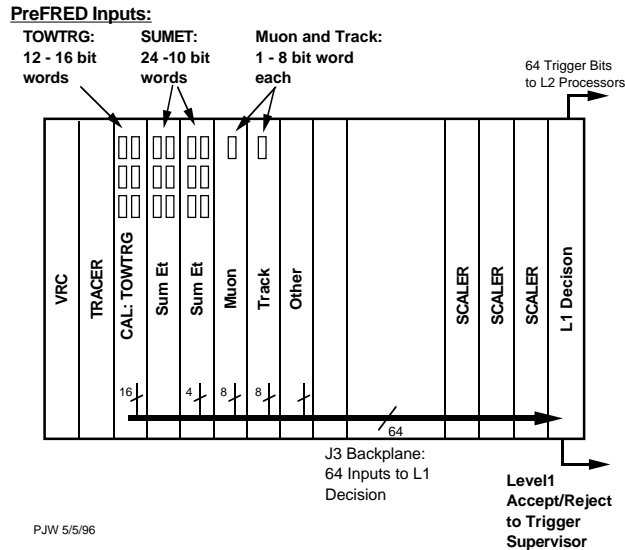 PreFRED Inputs:
TOWTRG:
12 - 16 bit
words
SUMET:
24 -10 bit
words
Muon and Track:
1 - 8 bit word
each
64 Trigger Bits
to L2 Processors
VRC
TRACER
CAL: TOWTRG
Sum Et
Sum Et
Muon
Track
Other
SCALER
SCALER
SCALER
L1 Decison
16
4
8
8
64
J3 Backplane:
64 Inputs to L1
Decision
Level1
Accept/Reject
to Trigger
Supervisor
PJW 5/5/96